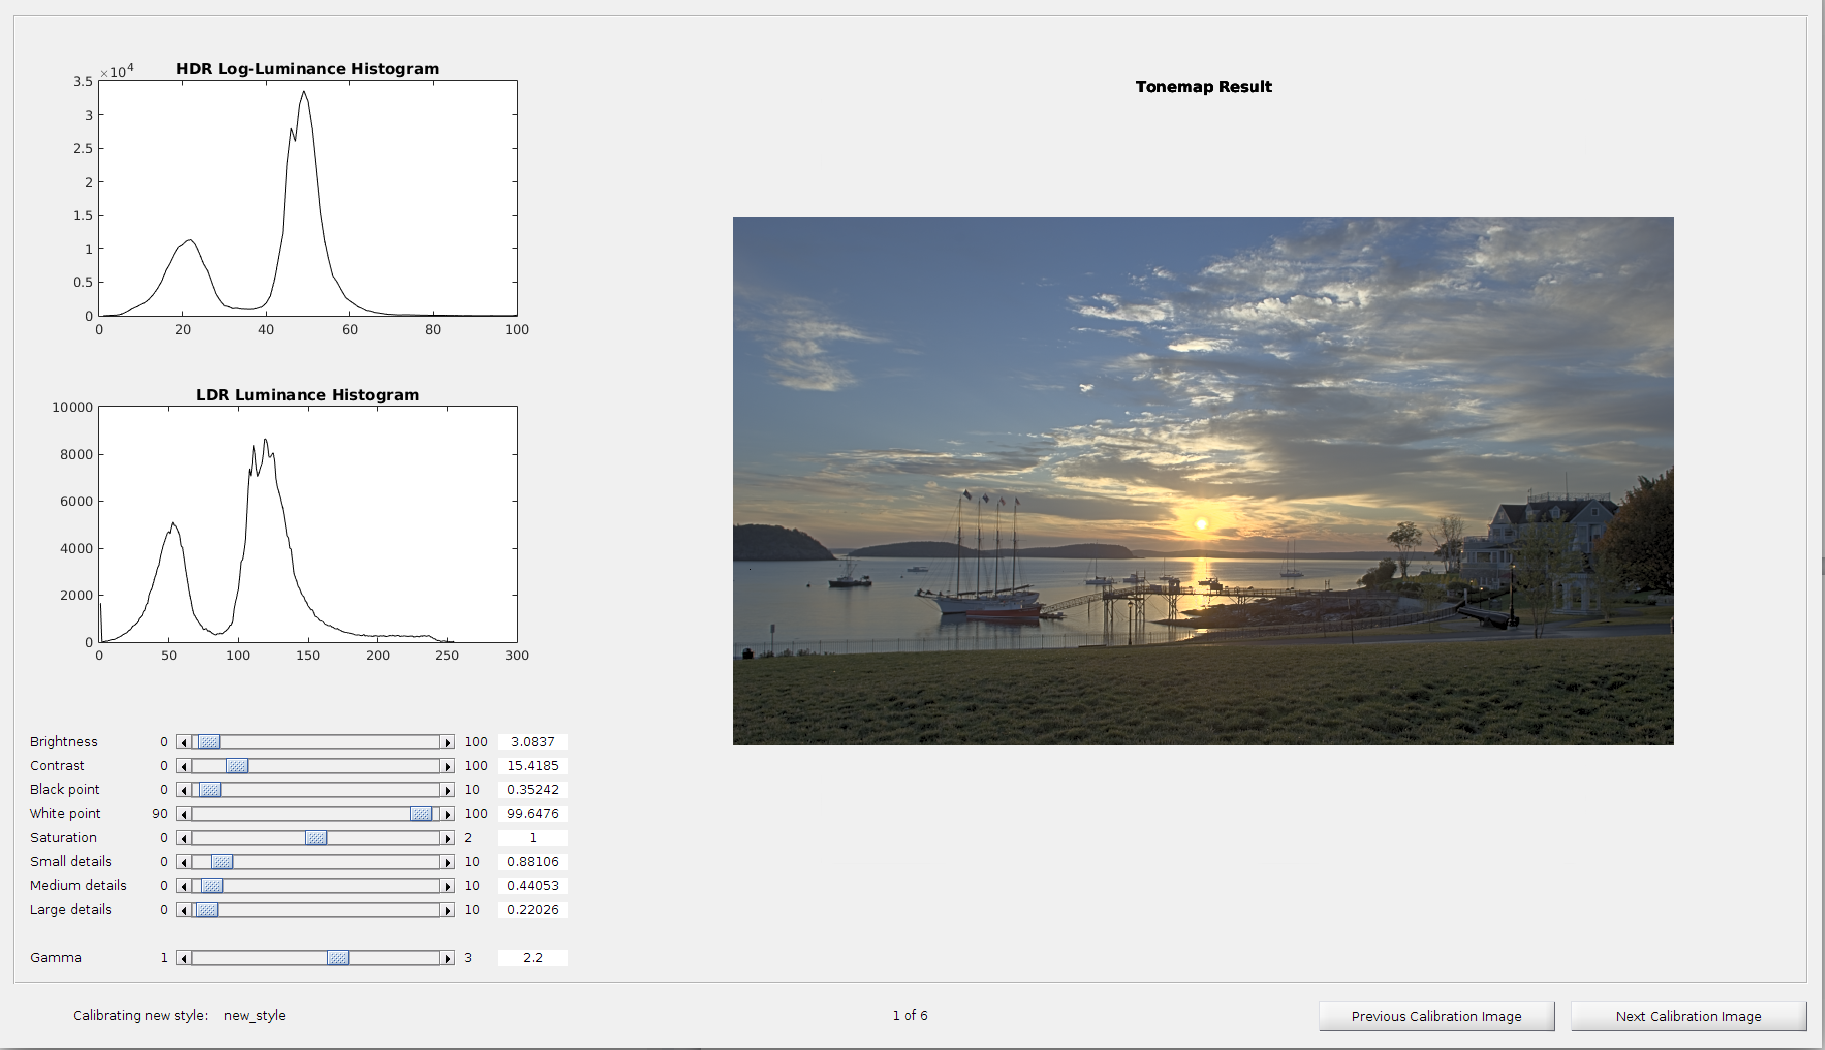 HDR Log-Luminance Histogram
×10^4
3.5
3
2.5
2
1.5
1
0.5
0
0 20 40 60 80 100
LDR Luminance Histogram
10000
8000
6000
4000
2000
0
0 50 100 150 200 250 300
Brightness 0 100 3.0837
Contrast 0 100 15.4185
Black point 0 10 0.35242
White point 90 100 99.6476
Saturation 0 2 1
Small details 0 10 0.88106
Medium details 0 10 0.44053
Large details 0 10 0.22026
Gamma 1 3 2.2
Tonemap Result
Calibrating new style: new_style
1 of 6
Previous Calibration Image
Next Calibration Image